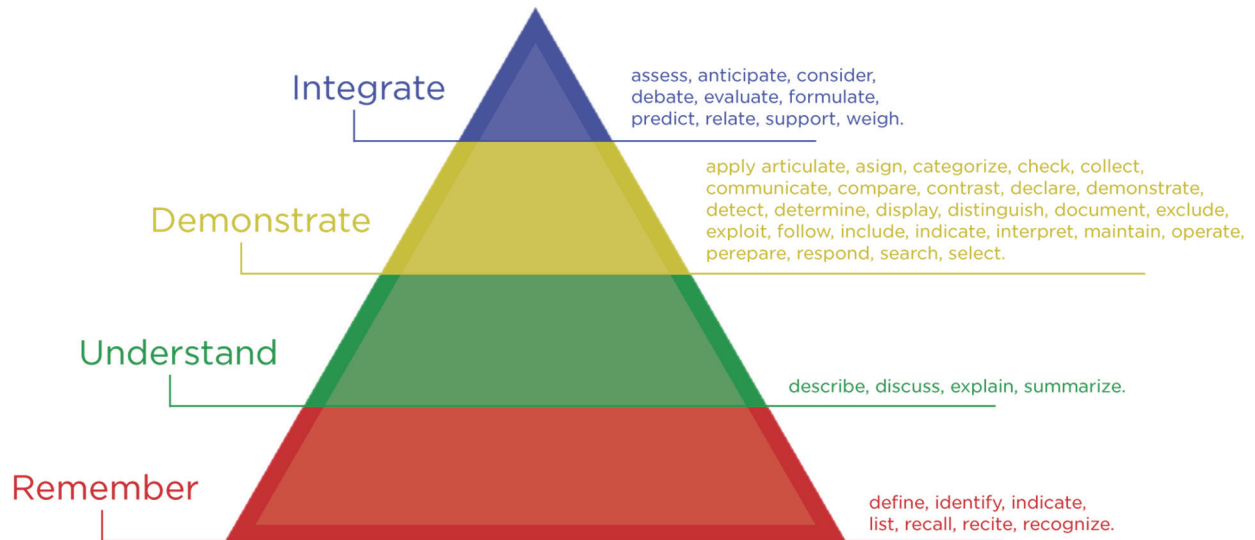 Integrate
assess, anticipate, consider,
debate, evaluate, formulate,
predict, relate, support, weigh.
Demonstrate
apply articulate, asign, categorize, check, collect,
communicate, compare, contrast, declare, demonstrate,
detect, determine, display, distinguish, document, exclude,
exploit, follow, include, indicate, interpret, maintain, operate,
perepare, respond, search, select.
Understand
describe, discuss, explain, summarize.
Remember
define, identify, indicate,
list, recall, recite, recognize.